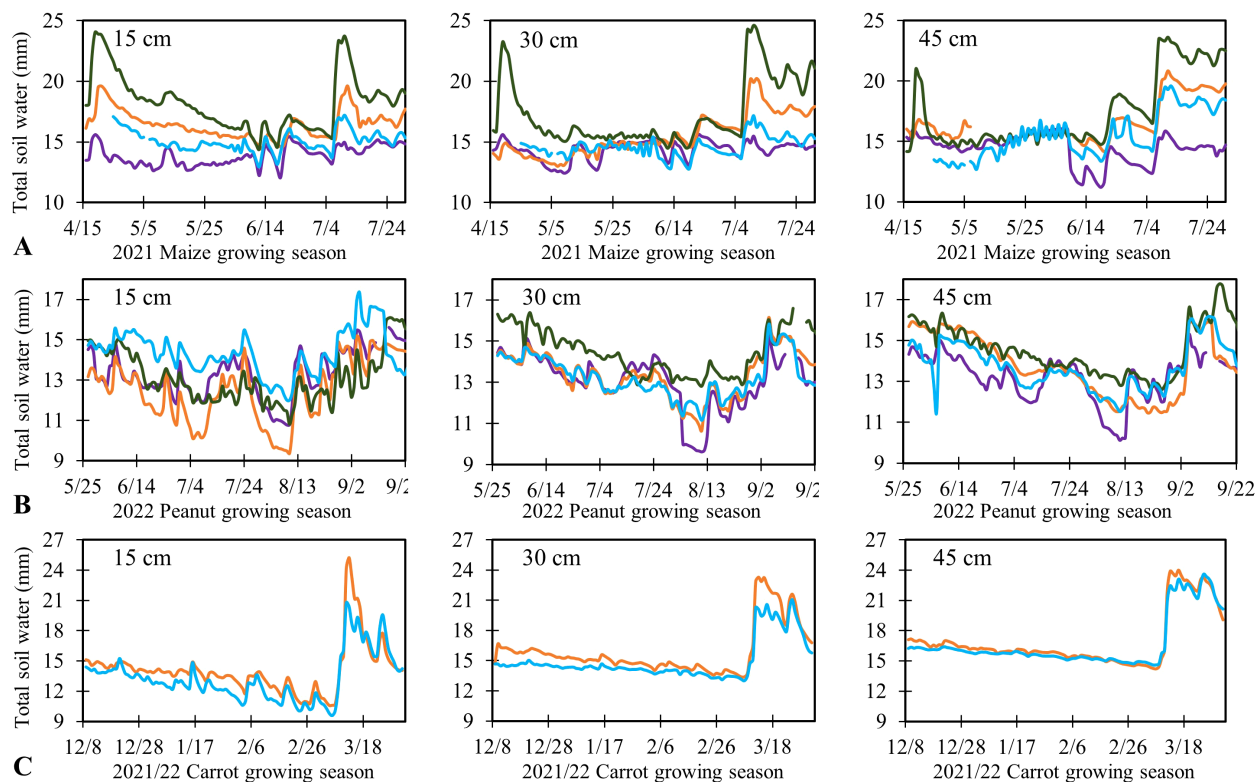 25 15 cm 25 30 cm 25 45 cm
Total soil water (mm)
20 20 20
15 15 15
10 10 10
4/15 5/5 5/25 6/14 7/4 7/24 4/15 5/5 5/25 6/14 7/4 7/24 4/15 5/5 5/25 6/14 7/4 7/24
A 2021 Maize growing season 2021 Maize growing season 2021 Maize growing season
17 15 cm 17 30 cm 17 45 cm
Total soil water (mm)
15 15 15
13 13 13
11 11 11
9 9 9
5/25 6/14 7/4 7/24 8/13 9/2 9/2 5/25 6/14 7/4 7/24 8/13 9/2 9/2 5/25 6/14 7/4 7/24 8/13 9/2 9/22
B 2022 Peanut growing season 2022 Peanut growing season 2022 Peanut growing season
27 15 cm 27 30 cm 27 45 cm
Total soil water (mm)
24 24 24
21 21 21
18 18 18
15 15 15
12 12 12
9 9 9
12/8 12/28 1/17 2/6 2/26 3/18 12/8 12/28 1/17 2/6 2/26 3/18 12/8 12/28 1/17 2/6 2/26 3/18
C 2021/22 Carrot growing season 2021/22 Carrot growing season 2021/22 Carrot growing season